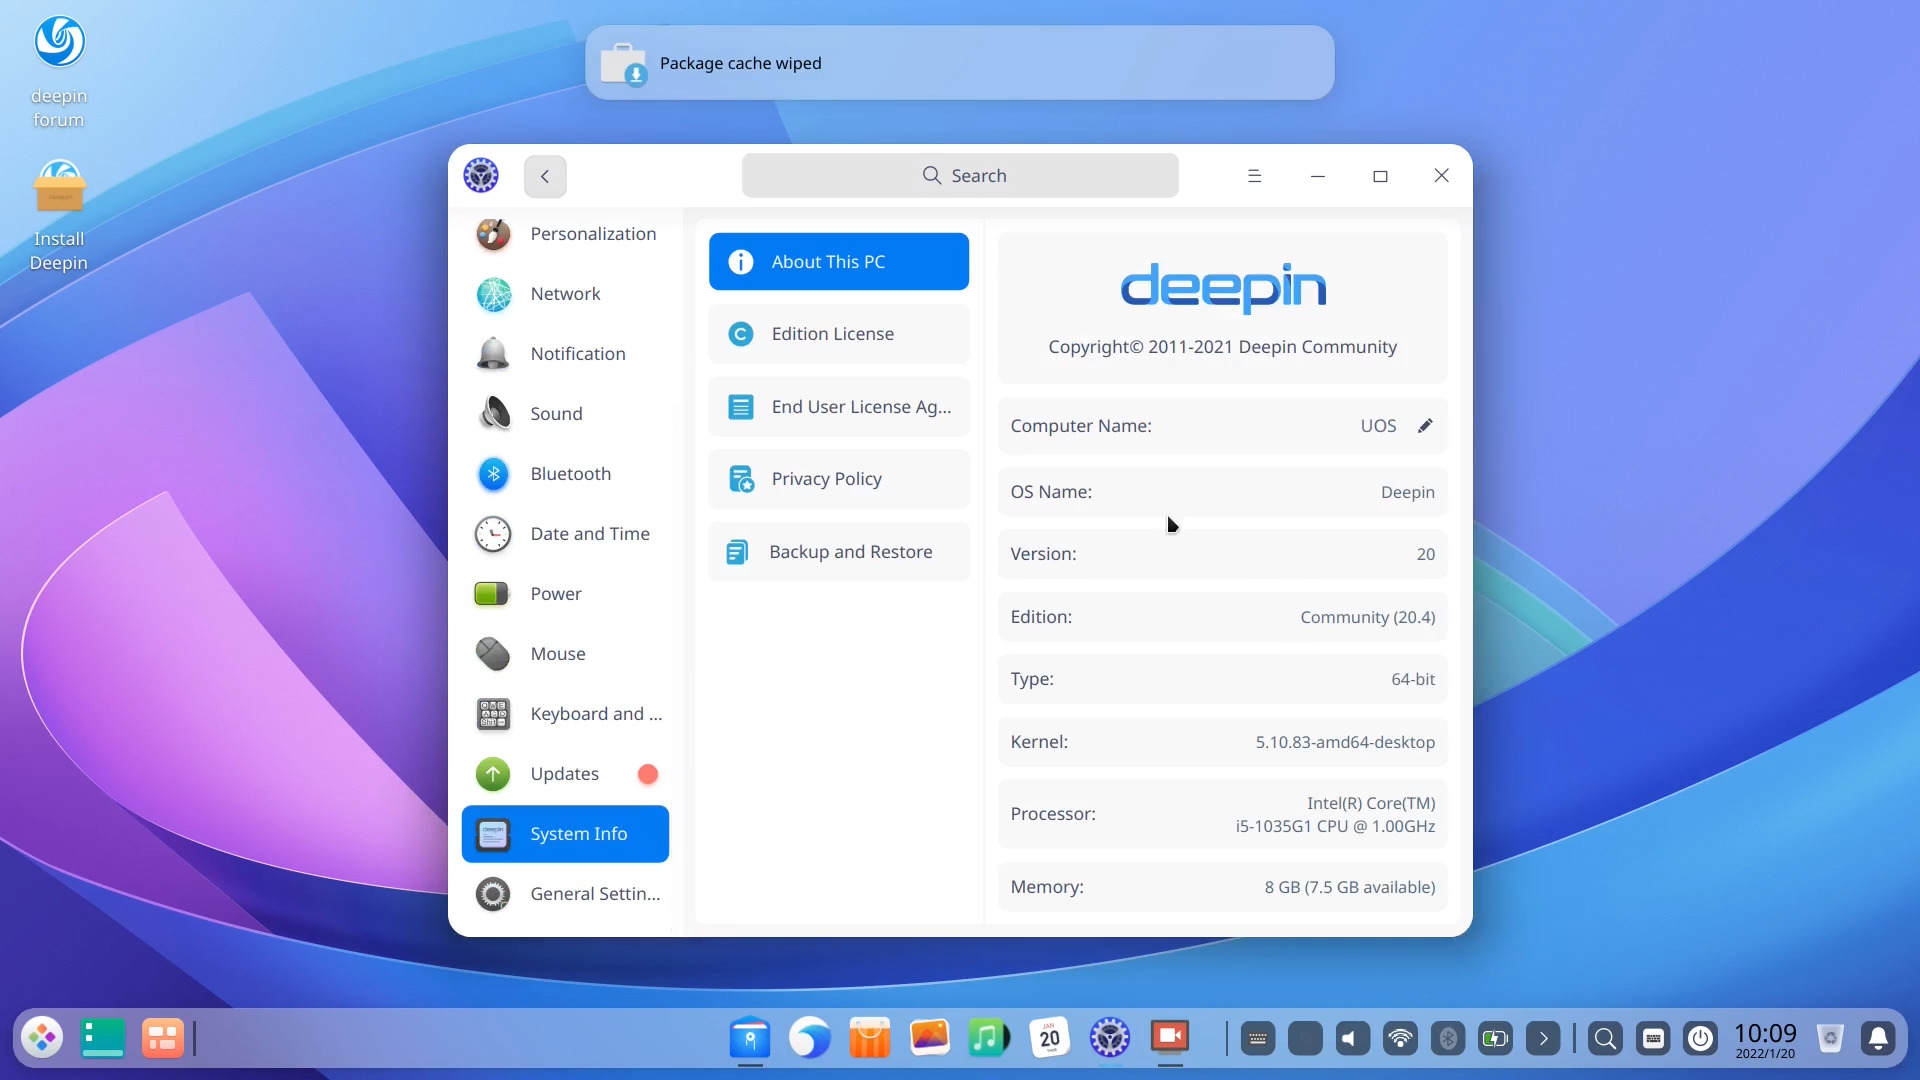 deepin
forum
Install
Deepin
Package cache wiped
Search
Personalization
Network
Notification
Sound
Bluetooth
Date and Time
Power
Mouse
Keyboard and ...
Updates
System Info
General Settin...
About This PC
Edition License
End User License Ag...
Privacy Policy
Backup and Restore
deepin
Copyright© 2011-2021 Deepin Community
Computer Name: UOS
OS Name: Deepin
Version: 20
Edition: Community (20.4)
Type: 64-bit
Kernel: 5.10.83-amd64-desktop
Processor: Intel(R) Core(TM)
i5-1035G1 CPU @ 1.00GHz
Memory: 8 GB (7.5 GB available)
JAN
20
10:09
2022/1/20